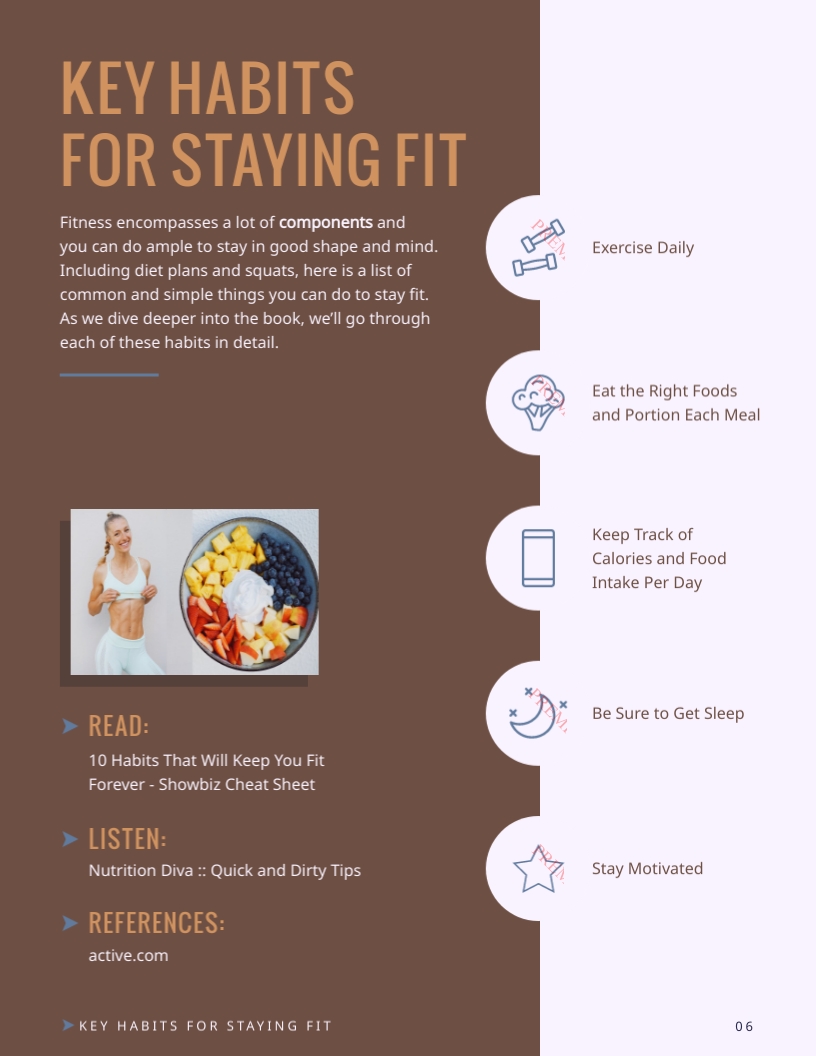 KEY HABITS
FOR STAYING FIT
Fitness encompasses a lot of components and
you can do ample to stay in good shape and mind.
Including diet plans and squats, here is a list of
common and simple things you can do to stay fit.
As we dive deeper into the book, we’ll go through
each of these habits in detail.
READ:
10 Habits That Will Keep You Fit
Forever - Showbiz Cheat Sheet
LISTEN:
Nutrition Diva :: Quick and Dirty Tips
REFERENCES:
active.com
Exercise Daily
Eat the Right Foods
and Portion Each Meal
Keep Track of
Calories and Food
Intake Per Day
Be Sure to Get Sleep
Stay Motivated
KEY HABITS FOR STAYING FIT
06